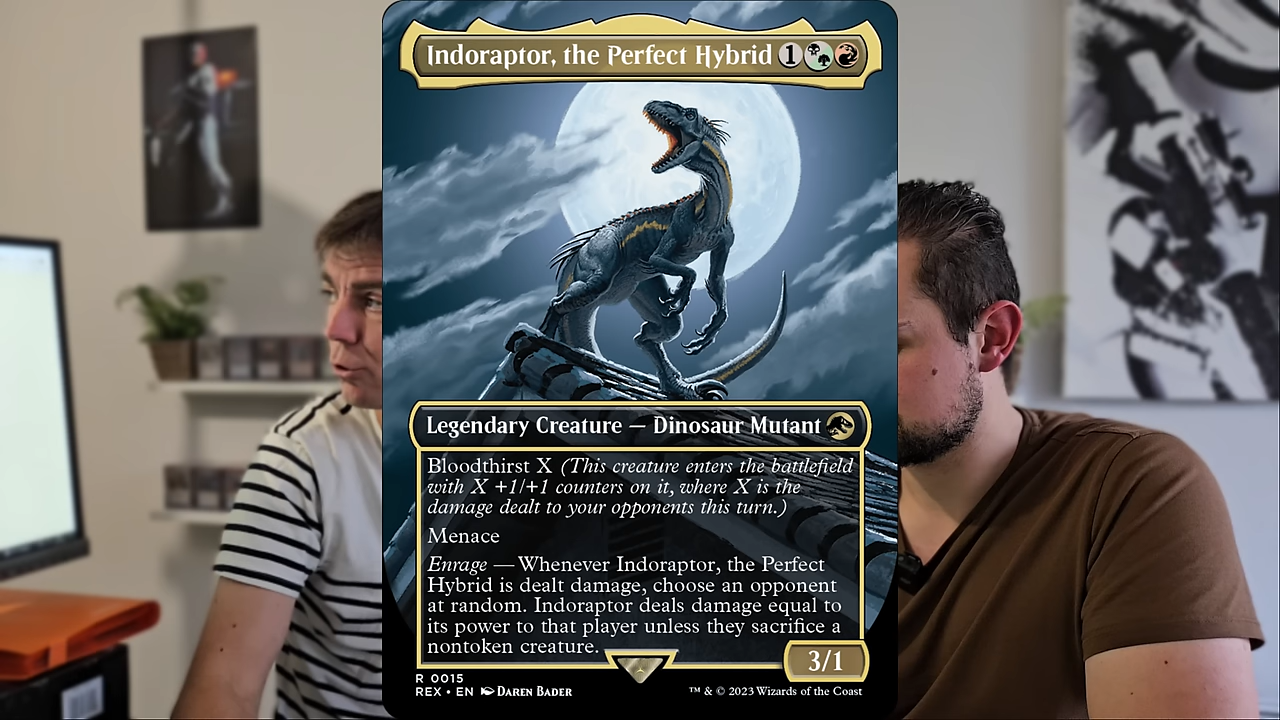 Indoraptor, the Perfect Hybrid 1
Legendary Creature — Dinosaur Mutant
Bloodthirst X (This creature enters the battlefield
with X +1/+1 counters on it, where X is the
damage dealt to your opponents this turn.)
Menace
Enrage — Whenever Indoraptor, the Perfect
Hybrid is dealt damage, choose an opponent
at random. Indoraptor deals damage equal to
its power to that player unless they sacrifice a
nontoken creature.
3/1
R 0015
REX • EN DAREN BADER
™ & © 2023 Wizards of the Coast